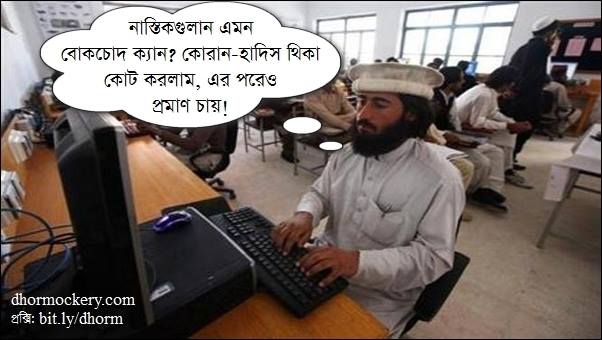 নাস্তিকগুলান এমন
বোকচোদ ক্যান? কোরান-হাদিস থিকা
কোট করলাম, এর পরেও
প্রমাণ চায়!
dhormockery.com
প্রক্সি: bit.ly/dhorm